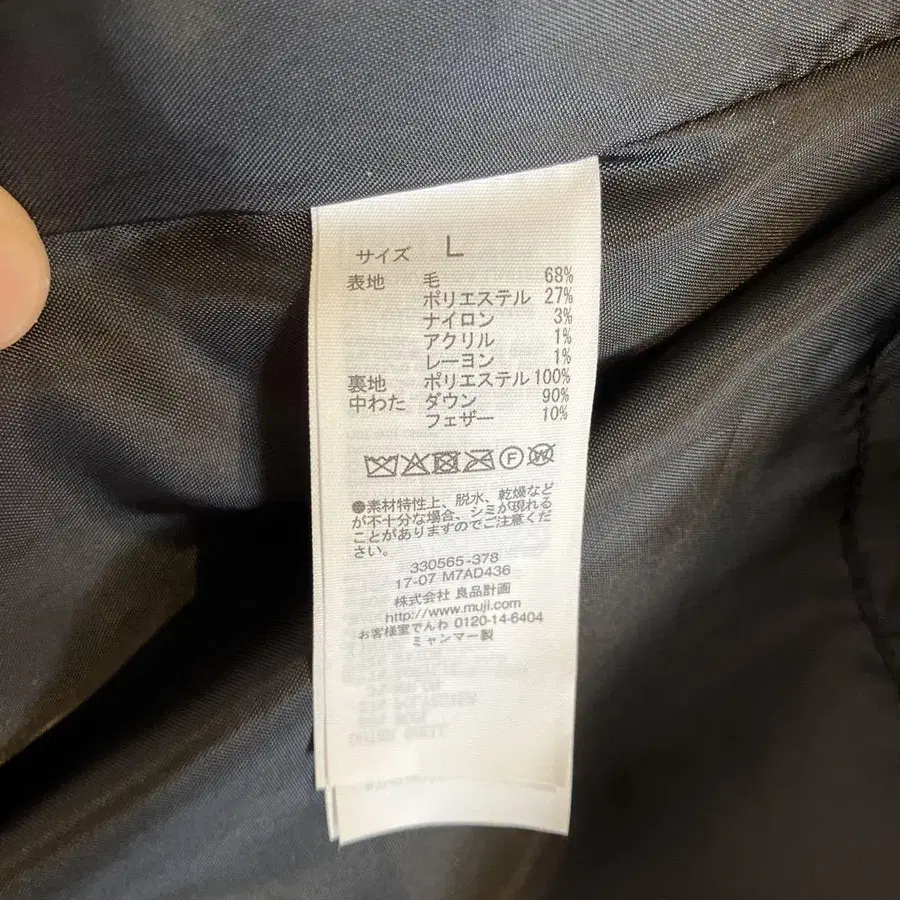 サイズ L
表地 毛 68%
ポリエステル 27%
ナイロン 3%
アクリル 1%
レーヨン 1%
裏地 ポリエステル 100%
中わた ダウン 90%
フェザー 10%
F W
●素材特性上、脱水、乾燥など
が不十分な場合、シミが現れる
ことがありますのでご注意くだ
さい。
330565-378
17-07 M7AD436
株式会社 良品計画
http://www.muji.com
お客様室でんわ 0120-14-6404
ミャンマー製